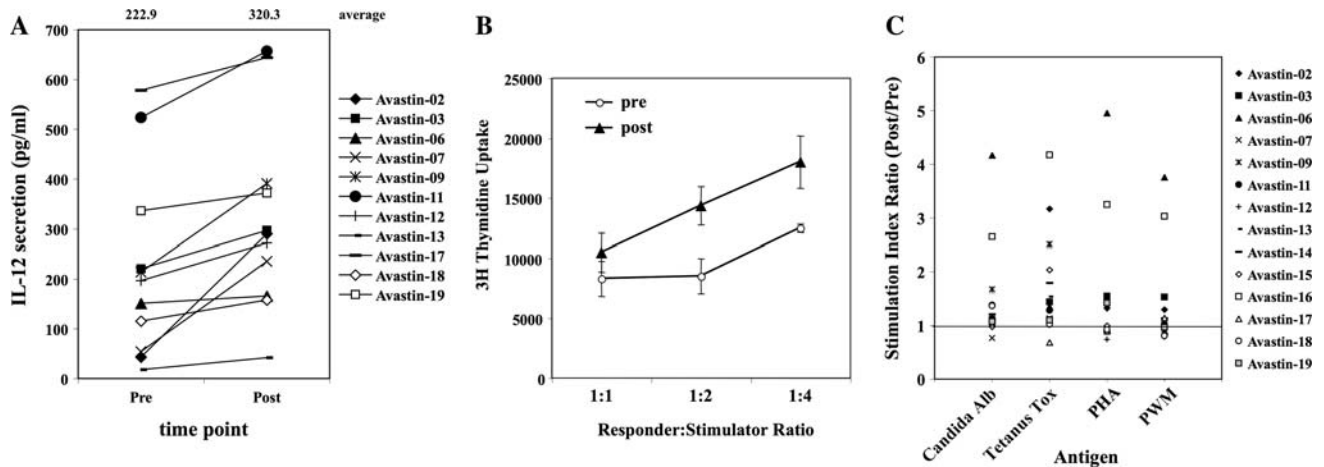 A
222.9 320.3 average
IL-12 secretion (pg/ml)
700
600
500
400
300
200
100
0
Pre Post
time point
Avastin-02
Avastin-03
Avastin-06
Avastin-07
Avastin-09
Avastin-11
Avastin-12
Avastin-13
Avastin-17
Avastin-18
Avastin-19
B
3H Thymidine Uptake
25000
20000
15000
10000
5000
0
pre
post
1:1 1:2 1:4
Responder:Stimulator Ratio
C
Stimulation Index Ratio (Post/Pre)
6
5
4
3
2
1
0
Candida Alb
Tetanus Tox
PHA
PWM
Antigen
Avastin-02
Avastin-03
Avastin-06
Avastin-07
Avastin-09
Avastin-11
Avastin-12
Avastin-13
Avastin-14
Avastin-15
Avastin-16
Avastin-17
Avastin-18
Avastin-19